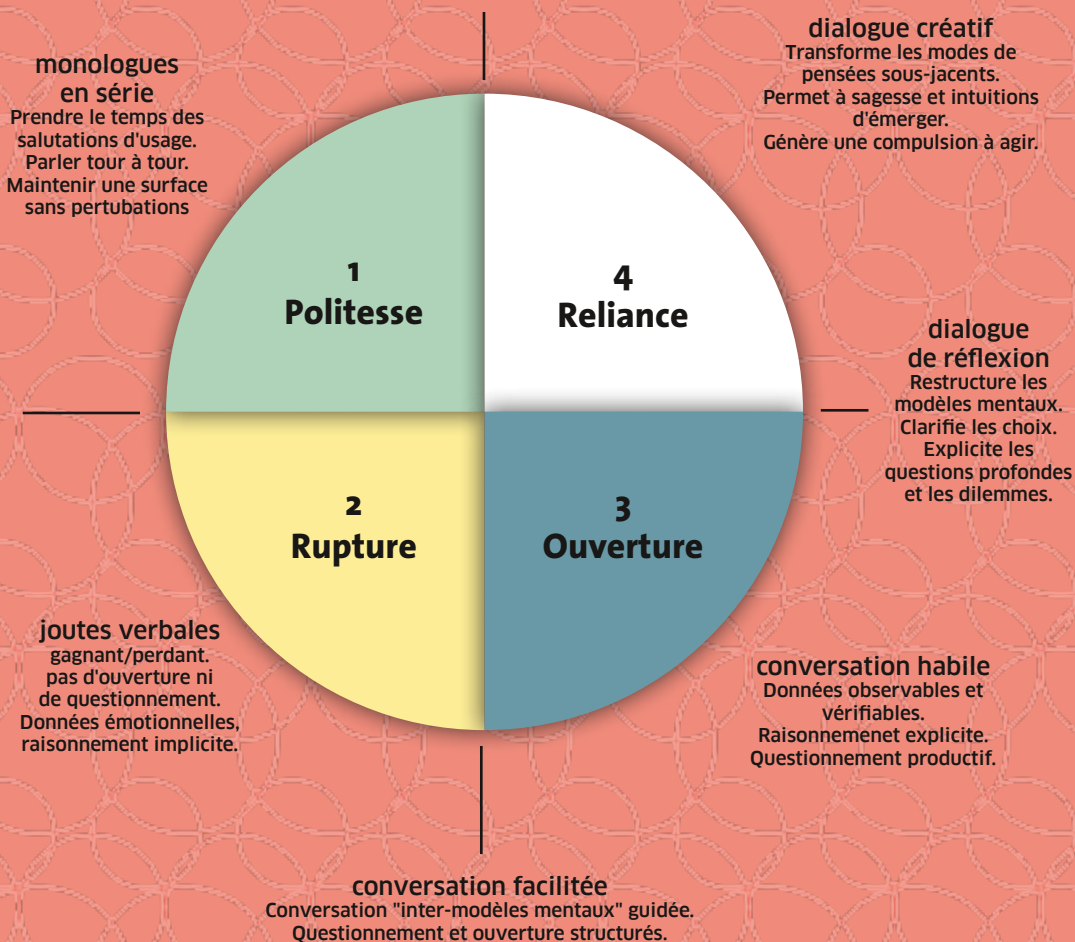 monologues
en série
Prendre le temps des
salutations d'usage.
Parler tour à tour.
Maintenir une surface
sans pertubations
dialogue créatif
Transforme les modes de
pensées sous-jacents.
Permet à sagesse et intuitions
d'émerger.
Génère une compulsion à agir.
1
Politesse
4
Reliance
dialogue
de réflexion
Restructure les
modèles mentaux.
Clarifie les choix.
Explicite les
questions profondes
et les dilemmes.
2
Rupture
3
Ouverture
joutes verbales
gagnant/perdant.
pas d'ouverture ni
de questionnement.
Données émotionnelles,
raisonnement implicite.
conversation habile
Données observables et
vérifiables.
Raisonnemenet explicite.
Questionnement productif.
conversation facilitée
Conversation "inter-modèles mentaux" guidée.
Questionnement et ouverture structurés.